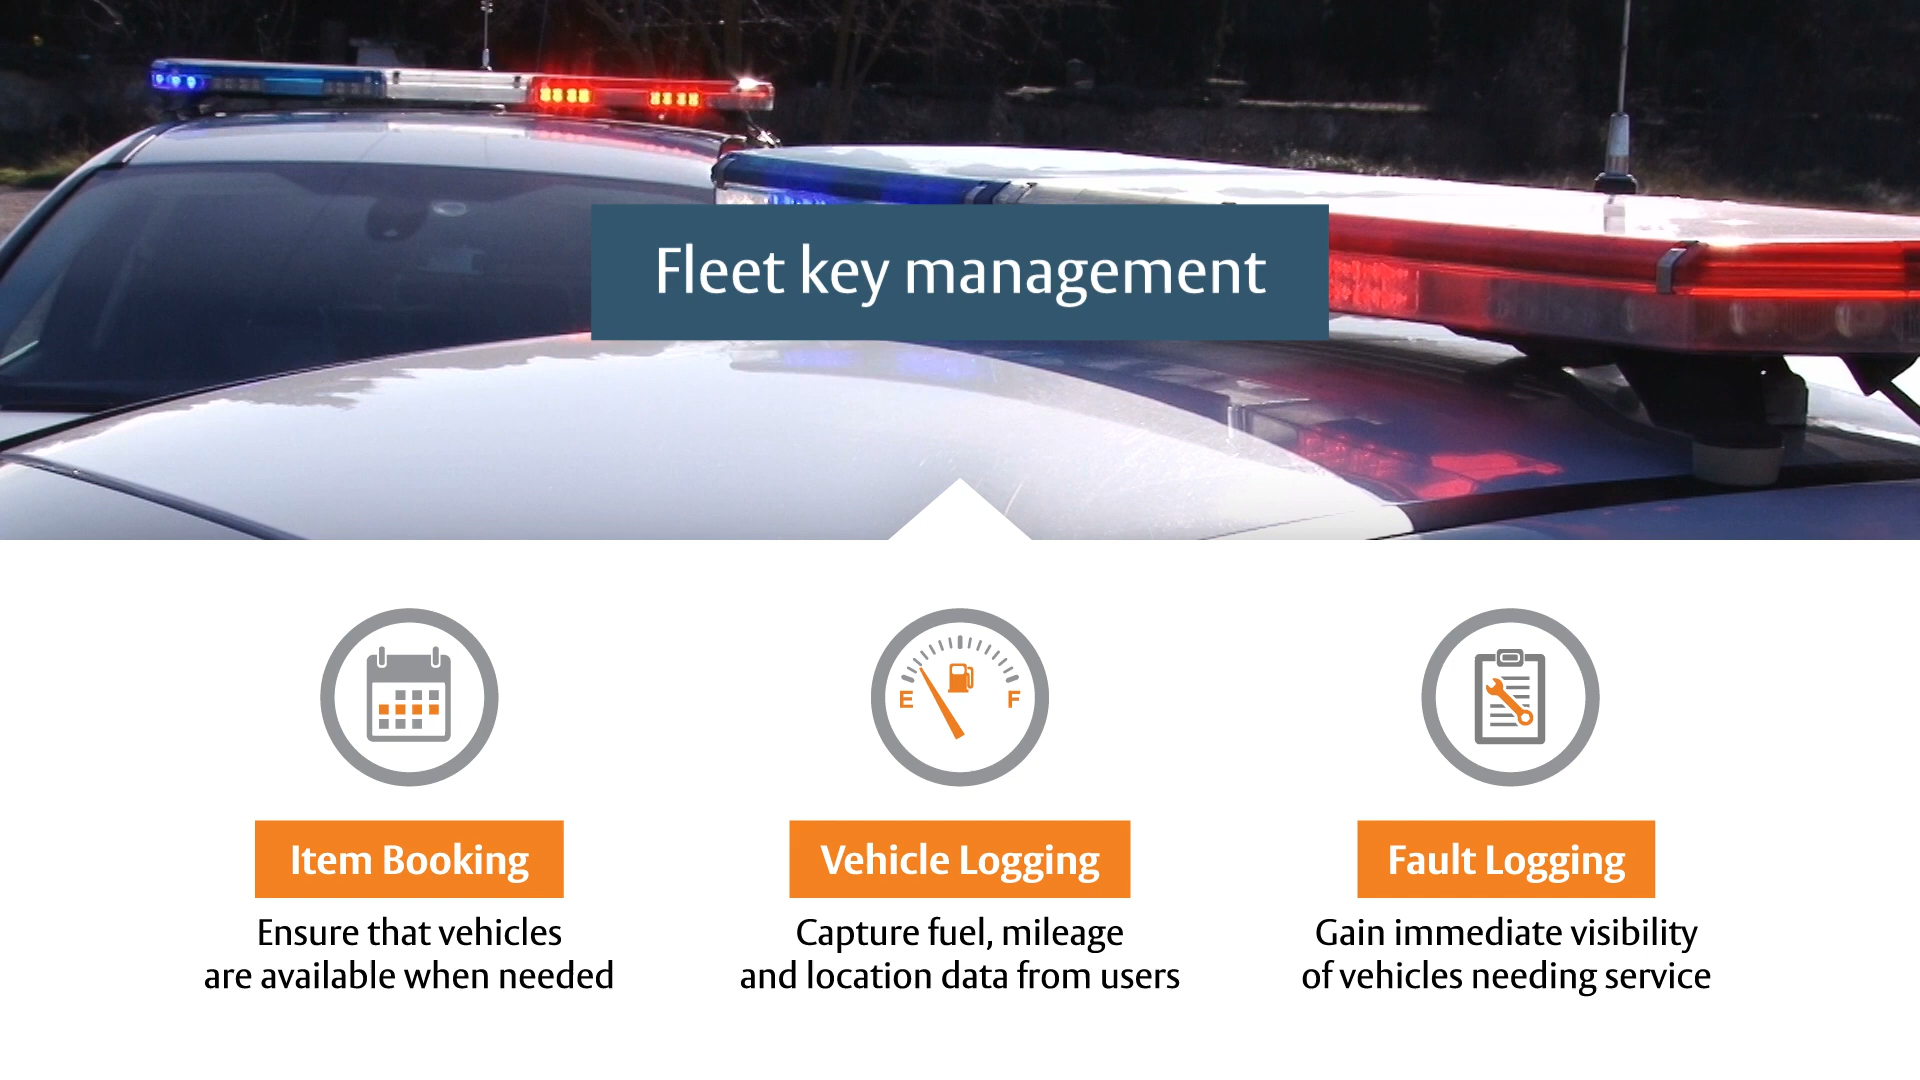 Fleet key management
E
F
Item Booking
Ensure that vehicles
are available when needed
Vehicle Logging
Capture fuel, mileage
and location data from users
Fault Logging
Gain immediate visibility
of vehicles needing service